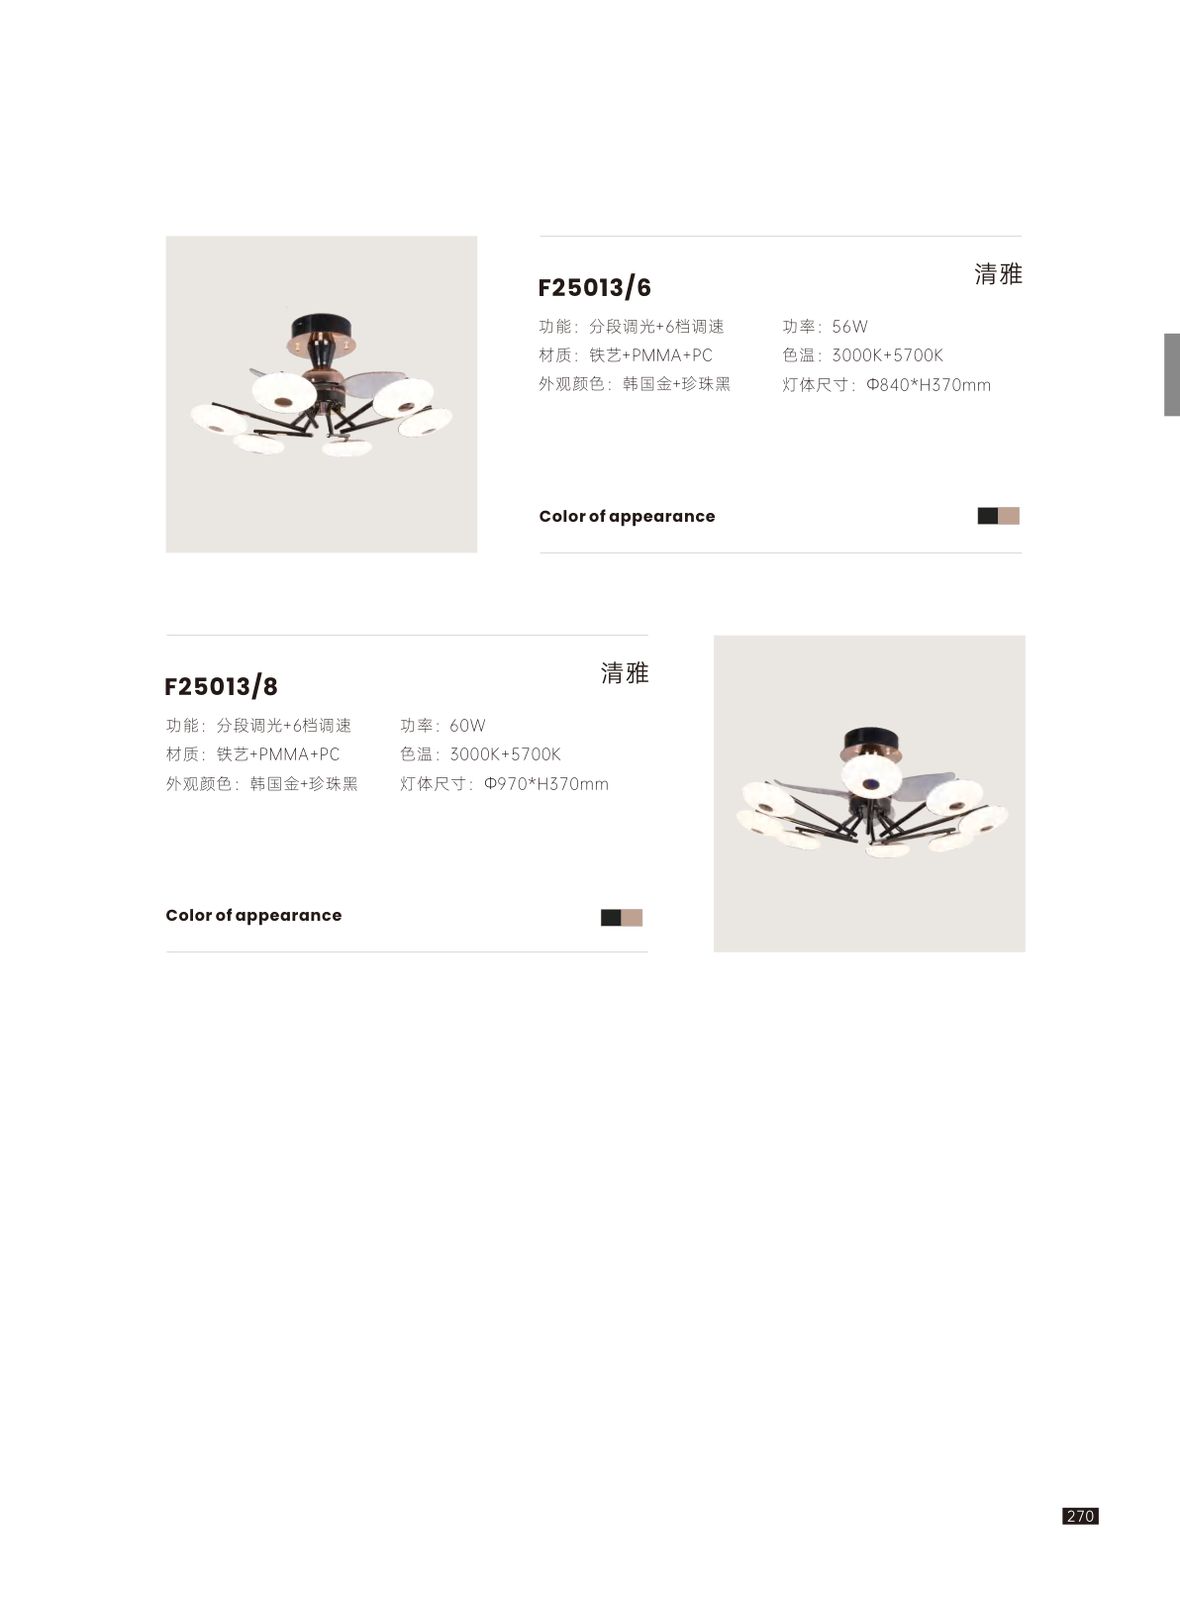 清雅
F25013/6
功能：分段调光+6档调速
功率：56W
材质：铁艺+PMMA+PC
色温：3000K+5700K
外观颜色：韩国金+珍珠黑
灯体尺寸：Φ840*H370mm
Color of appearance
清雅
F25013/8
功能：分段调光+6档调速
功率：60W
材质：铁艺+PMMA+PC
色温：3000K+5700K
外观颜色：韩国金+珍珠黑
灯体尺寸：Φ970*H370mm
Color of appearance
270